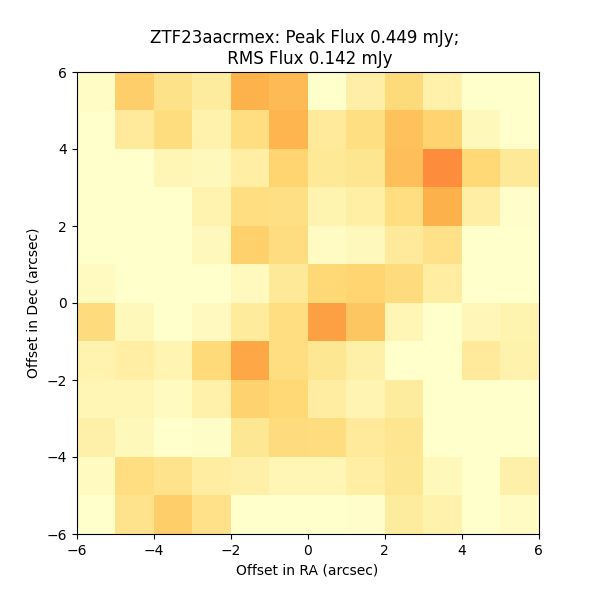 ZTF23aacrmex: Peak Flux 0.449 mJy;
RMS Flux 0.142 mJy
6
4
2
0
−2
−4
−6
Offset in Dec (arcsec)
−6 −4 −2 0 2 4 6
Offset in RA (arcsec)